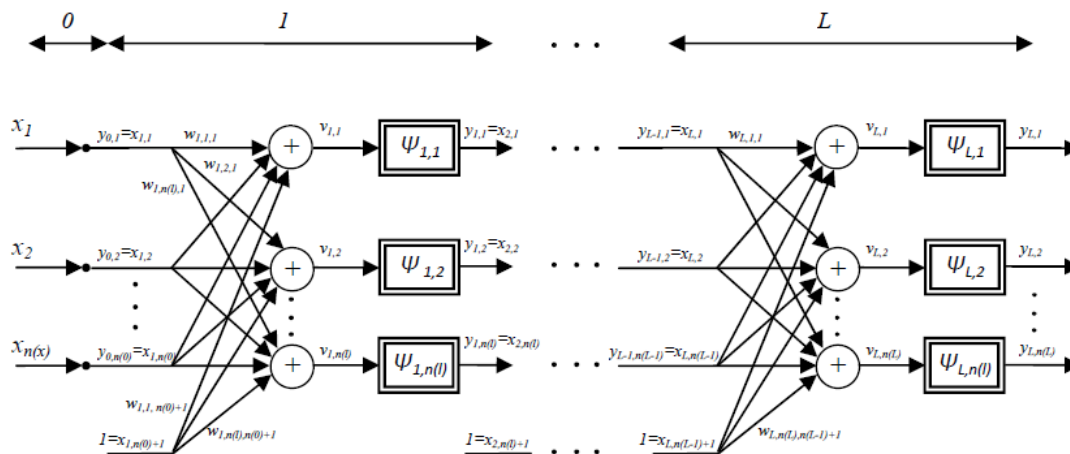 0 1 . . . L
x1 y0,1=x1,1 w1,1,1 v1,1 Ψ1,1 y1,1=x2,1 yL-1,1=xL,1 wL,1,1 vL,1 ΨL,1 yL,1
w1,2,1
w1,n(l),1
x2 y0,2=x1,2 v1,2 Ψ1,2 y1,2=x2,2 . . . yL-1,2=xL,2 vL,2 ΨL,2 yL,2
xn(x) y0,n(0)=x1,n(0) v1,n(l) Ψ1,n(l) y1,n(l)=x2,n(l) . . . yL-1,n(L-1)=xL,n(L-1) vL,n(L) ΨL,n(l) yL,n(L)
w1,1, n(0)+1
w1,n(l),n(0)+1 wL,n(L),n(L-1)+1
1=x1,n(0)+1 1=x2,n(l)+1 . . . 1=xL,n(L-1)+1